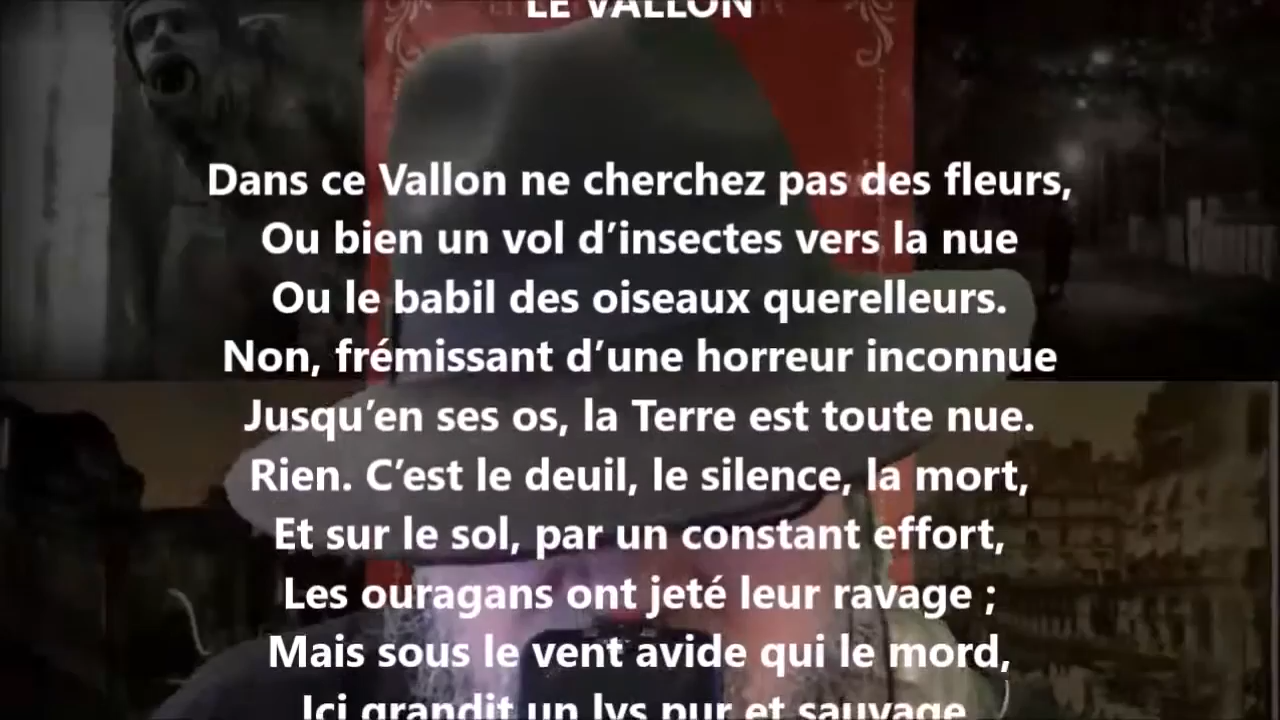 LE VALLON
Dans ce Vallon ne cherchez pas des fleurs,
Ou bien un vol d’insectes vers la nue
Ou le babil des oiseaux querelleurs.
Non, frémissant d’une horreur inconnue
Jusqu’en ses os, la Terre est toute nue.
Rien. C’est le deuil, le silence, la mort,
Et sur le sol, par un constant effort,
Les ouragans ont jeté leur ravage ;
Mais sous le vent avide qui le mord,
Ici grandit un lys pur et sauvage